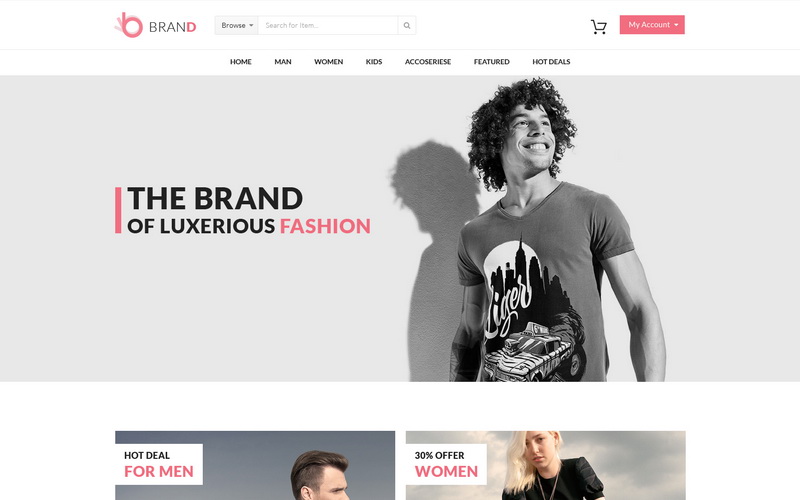 BRAND
Browse
Search for Item...
My Account
HOME
MAN
WOMEN
KIDS
ACCOSERIESE
FEATURED
HOT DEALS
THE BRAND
OF LUXERIOUS FASHION
Liger
HOT DEAL
FOR MEN
30% OFFER
WOMEN